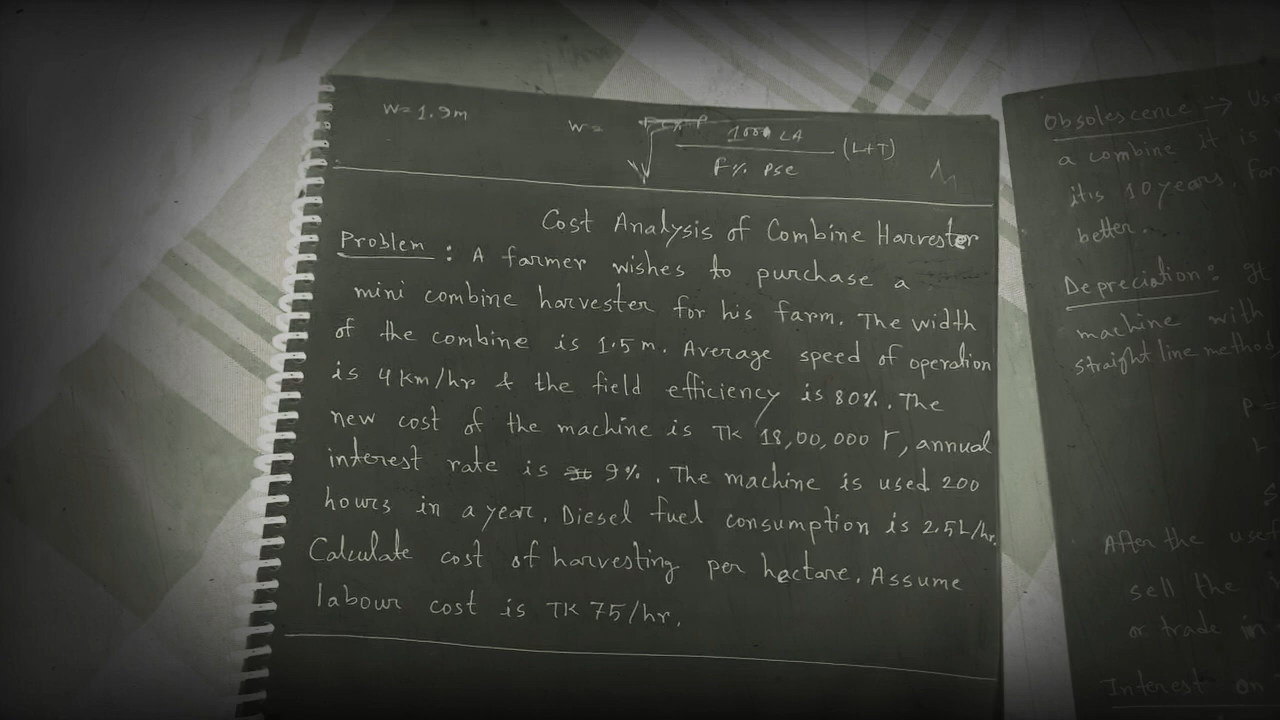 W= 1.9m
W= 1000 LA (L+T)
F% Pse
Cost Analysis of Combine Harvester
Problem : A farmer wishes to purchase a
mini combine harvester for his farm. The width
of the combine is 1.5 m. Average speed of operation
is 4 km/hr & the field efficiency is 80%. The
new cost of the machine is TK 18,00,000 r, annual
interest rate is 9%. The machine is used 200
hours in a year. Diesel fuel consumption is 2.5L/hr.
Calculate cost of harvesting per hectare. Assume
labour cost is TK 75/hr.
Obsolescence →
a combine it is
it is 10 years,
better.
Depreciation :
machine with
straight line method
P =
L
After the
sell the
or trade in
Interest on